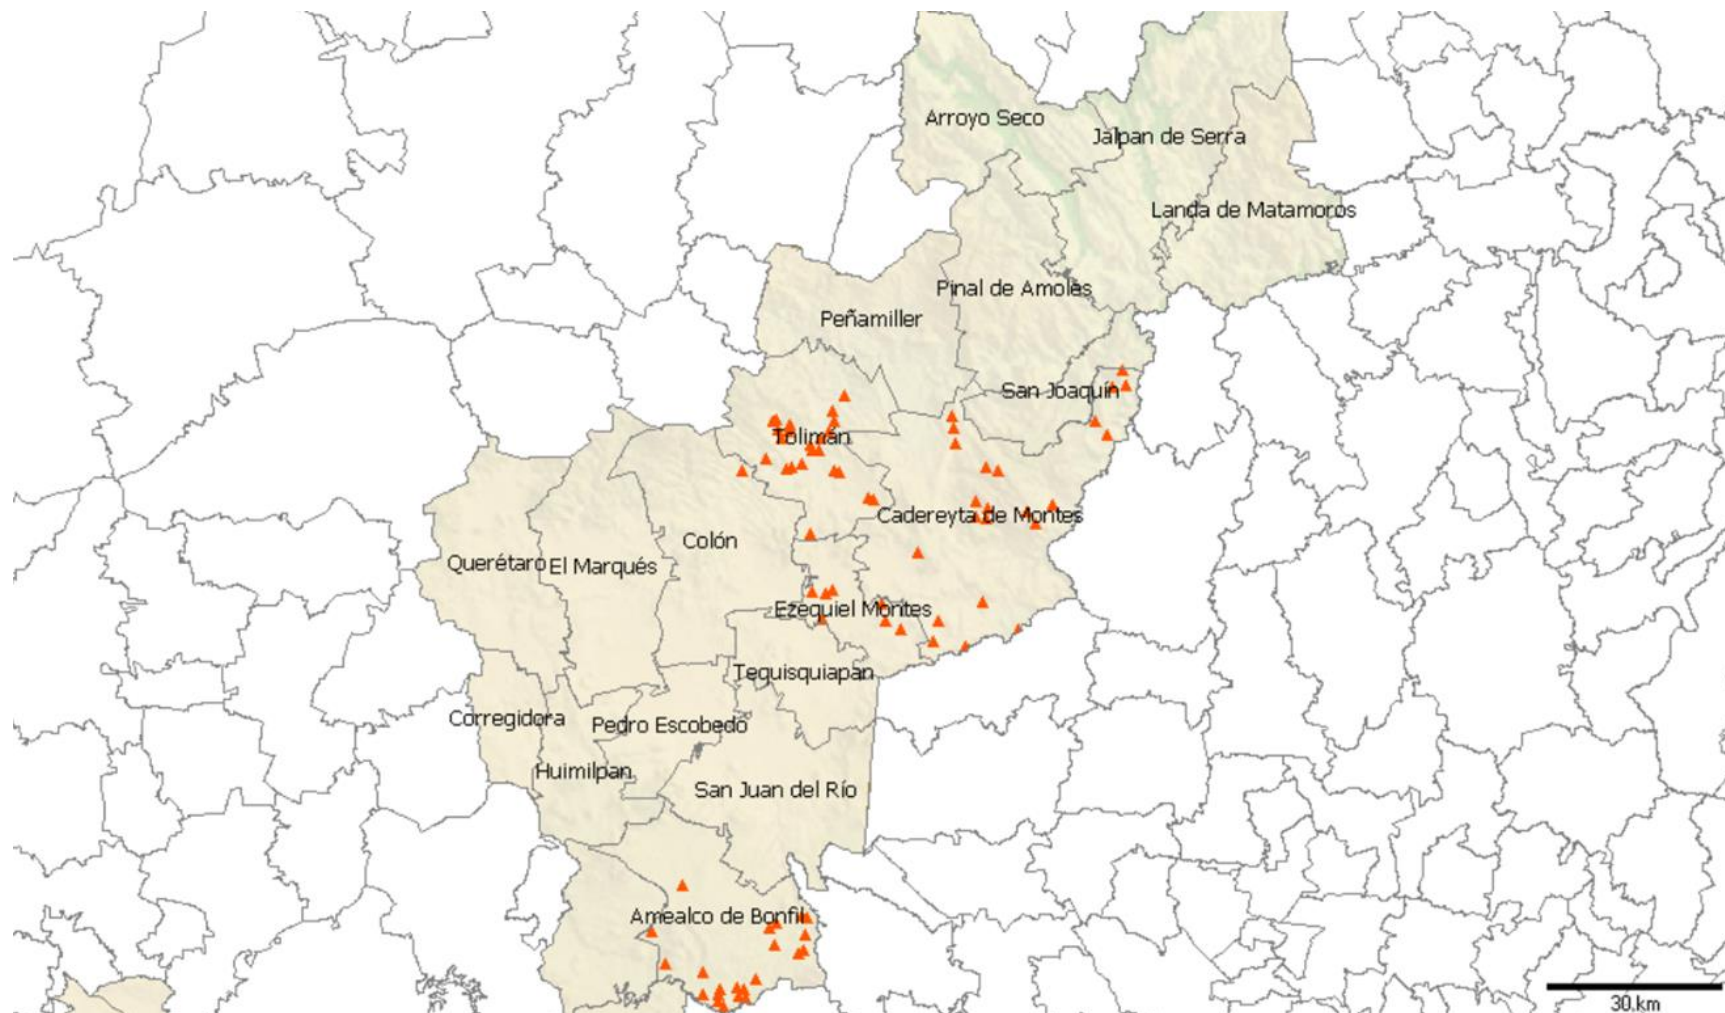 Arroyo Seco
Jalpan de Serra
Landa de Matamoros
Pinal de Amoles
Peñamiller
San Joaquín
Tolimán
Cadereyta de Montes
Colón
Querétaro
El Marqués
Ezequiel Montes
Tequisquiapan
Corregidora
Pedro Escobedo
Huimilpan
San Juan del Río
Amealco de Bonfil
30.km